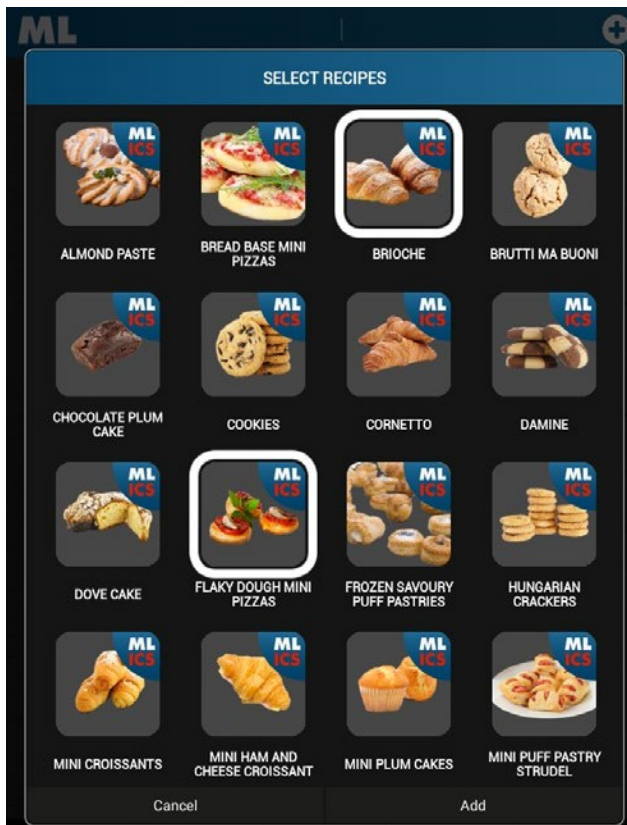 ML
SELECT RECIPES
ML
ICS
ML
ICS
ML
ICS
ML
ICS
ALMOND PASTE
BREAD BASE MINI
PIZZAS
BRIOCHE
BRUTTI MA BUONI
ML
ICS
ML
ICS
ML
ICS
ML
ICS
CHOCOLATE PLUM
CAKE
COOKIES
CORNETTO
DAMINE
ML
ICS
ML
ICS
ML
ICS
ML
ICS
DOVE CAKE
FLAKY DOUGH MINI
PIZZAS
FROZEN SAVOURY
PUFF PASTRIES
HUNGARIAN
CRACKERS
ML
ICS
ML
ICS
ML
ICS
ML
ICS
MINI CROISSANTS
MINI HAM AND
CHEESE CROISSANT
MINI PLUM CAKES
MINI PUFF PASTRY
STRUDEL
Cancel
Add